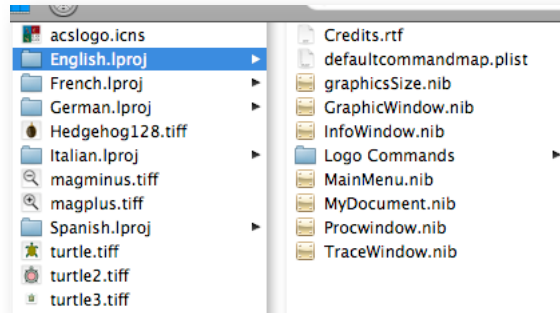 acslogo.icns
English.lproj
French.lproj
German.lproj
Hedgehog128.tiff
Italian.lproj
magminus.tiff
magplus.tiff
Spanish.lproj
turtle.tiff
turtle2.tiff
turtle3.tiff
Credits.rtf
defaultcommandmap.plist
graphicsSize.nib
GraphicWindow.nib
InfoWindow.nib
Logo Commands
MainMenu.nib
MyDocument.nib
Procwindow.nib
TraceWindow.nib